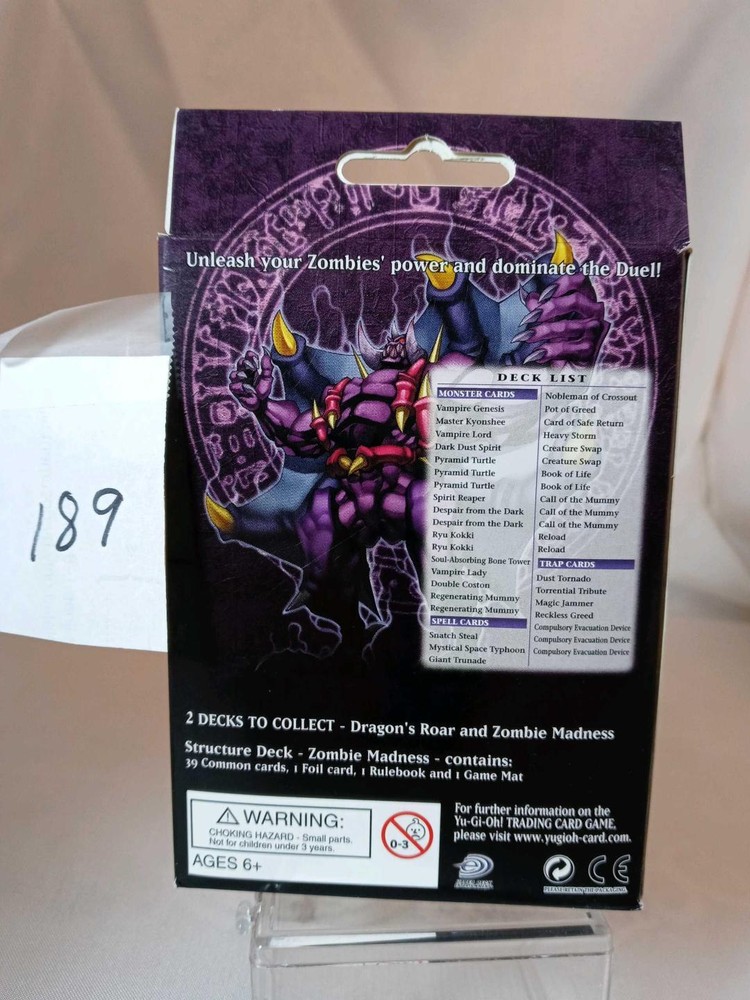 Unleash your Zombies' power and dominate the Duel!
189
DECK LIST
MONSTER CARDS
Vampire Genesis
Master Kyonshee
Vampire Lord
Dark Dust Spirit
Pyramid Turtle
Pyramid Turtle
Pyramid Turtle
Spirit Reaper
Despair from the Dark
Despair from the Dark
Ryu Kokki
Ryu Kokki
Soul-Absorbing Bone Tower
Vampire Lady
Double Coston
Regenerating Mummy
Regenerating Mummy
SPELL CARDS
Snatch Steal
Mystical Space Typhoon
Giant Trunade
Nobleman of Crossout
Pot of Greed
Card of Safe Return
Heavy Storm
Creature Swap
Creature Swap
Book of Life
Book of Life
Call of the Mummy
Call of the Mummy
Call of the Mummy
Reload
Reload
TRAP CARDS
Dust Tornado
Torrential Tribute
Magic Jammer
Reckless Greed
Compulsory Evacuation Device
Compulsory Evacuation Device
Compulsory Evacuation Device
2 DECKS TO COLLECT - Dragon's Roar and Zombie Madness
Structure Deck - Zombie Madness - contains:
39 Common cards, 1 Foil card, 1 Rulebook and 1 Game Mat
WARNING:
CHOKING HAZARD - Small parts.
Not for children under 3 years.
AGES 6+
0-3
For further information on the
Yu-Gi-Oh! TRADING CARD GAME,
please visit www.yugioh-card.com.
CE
PLEASE RETAIN THE PACKAGING.